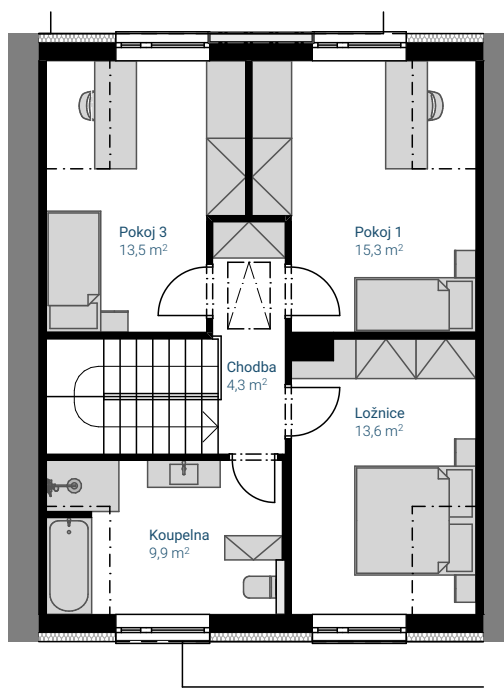 Pokoj 3
13,5 m²
Pokoj 1
15,3 m²
Chodba
4,3 m²
Ložnice
13,6 m²
Koupelna
9,9 m²